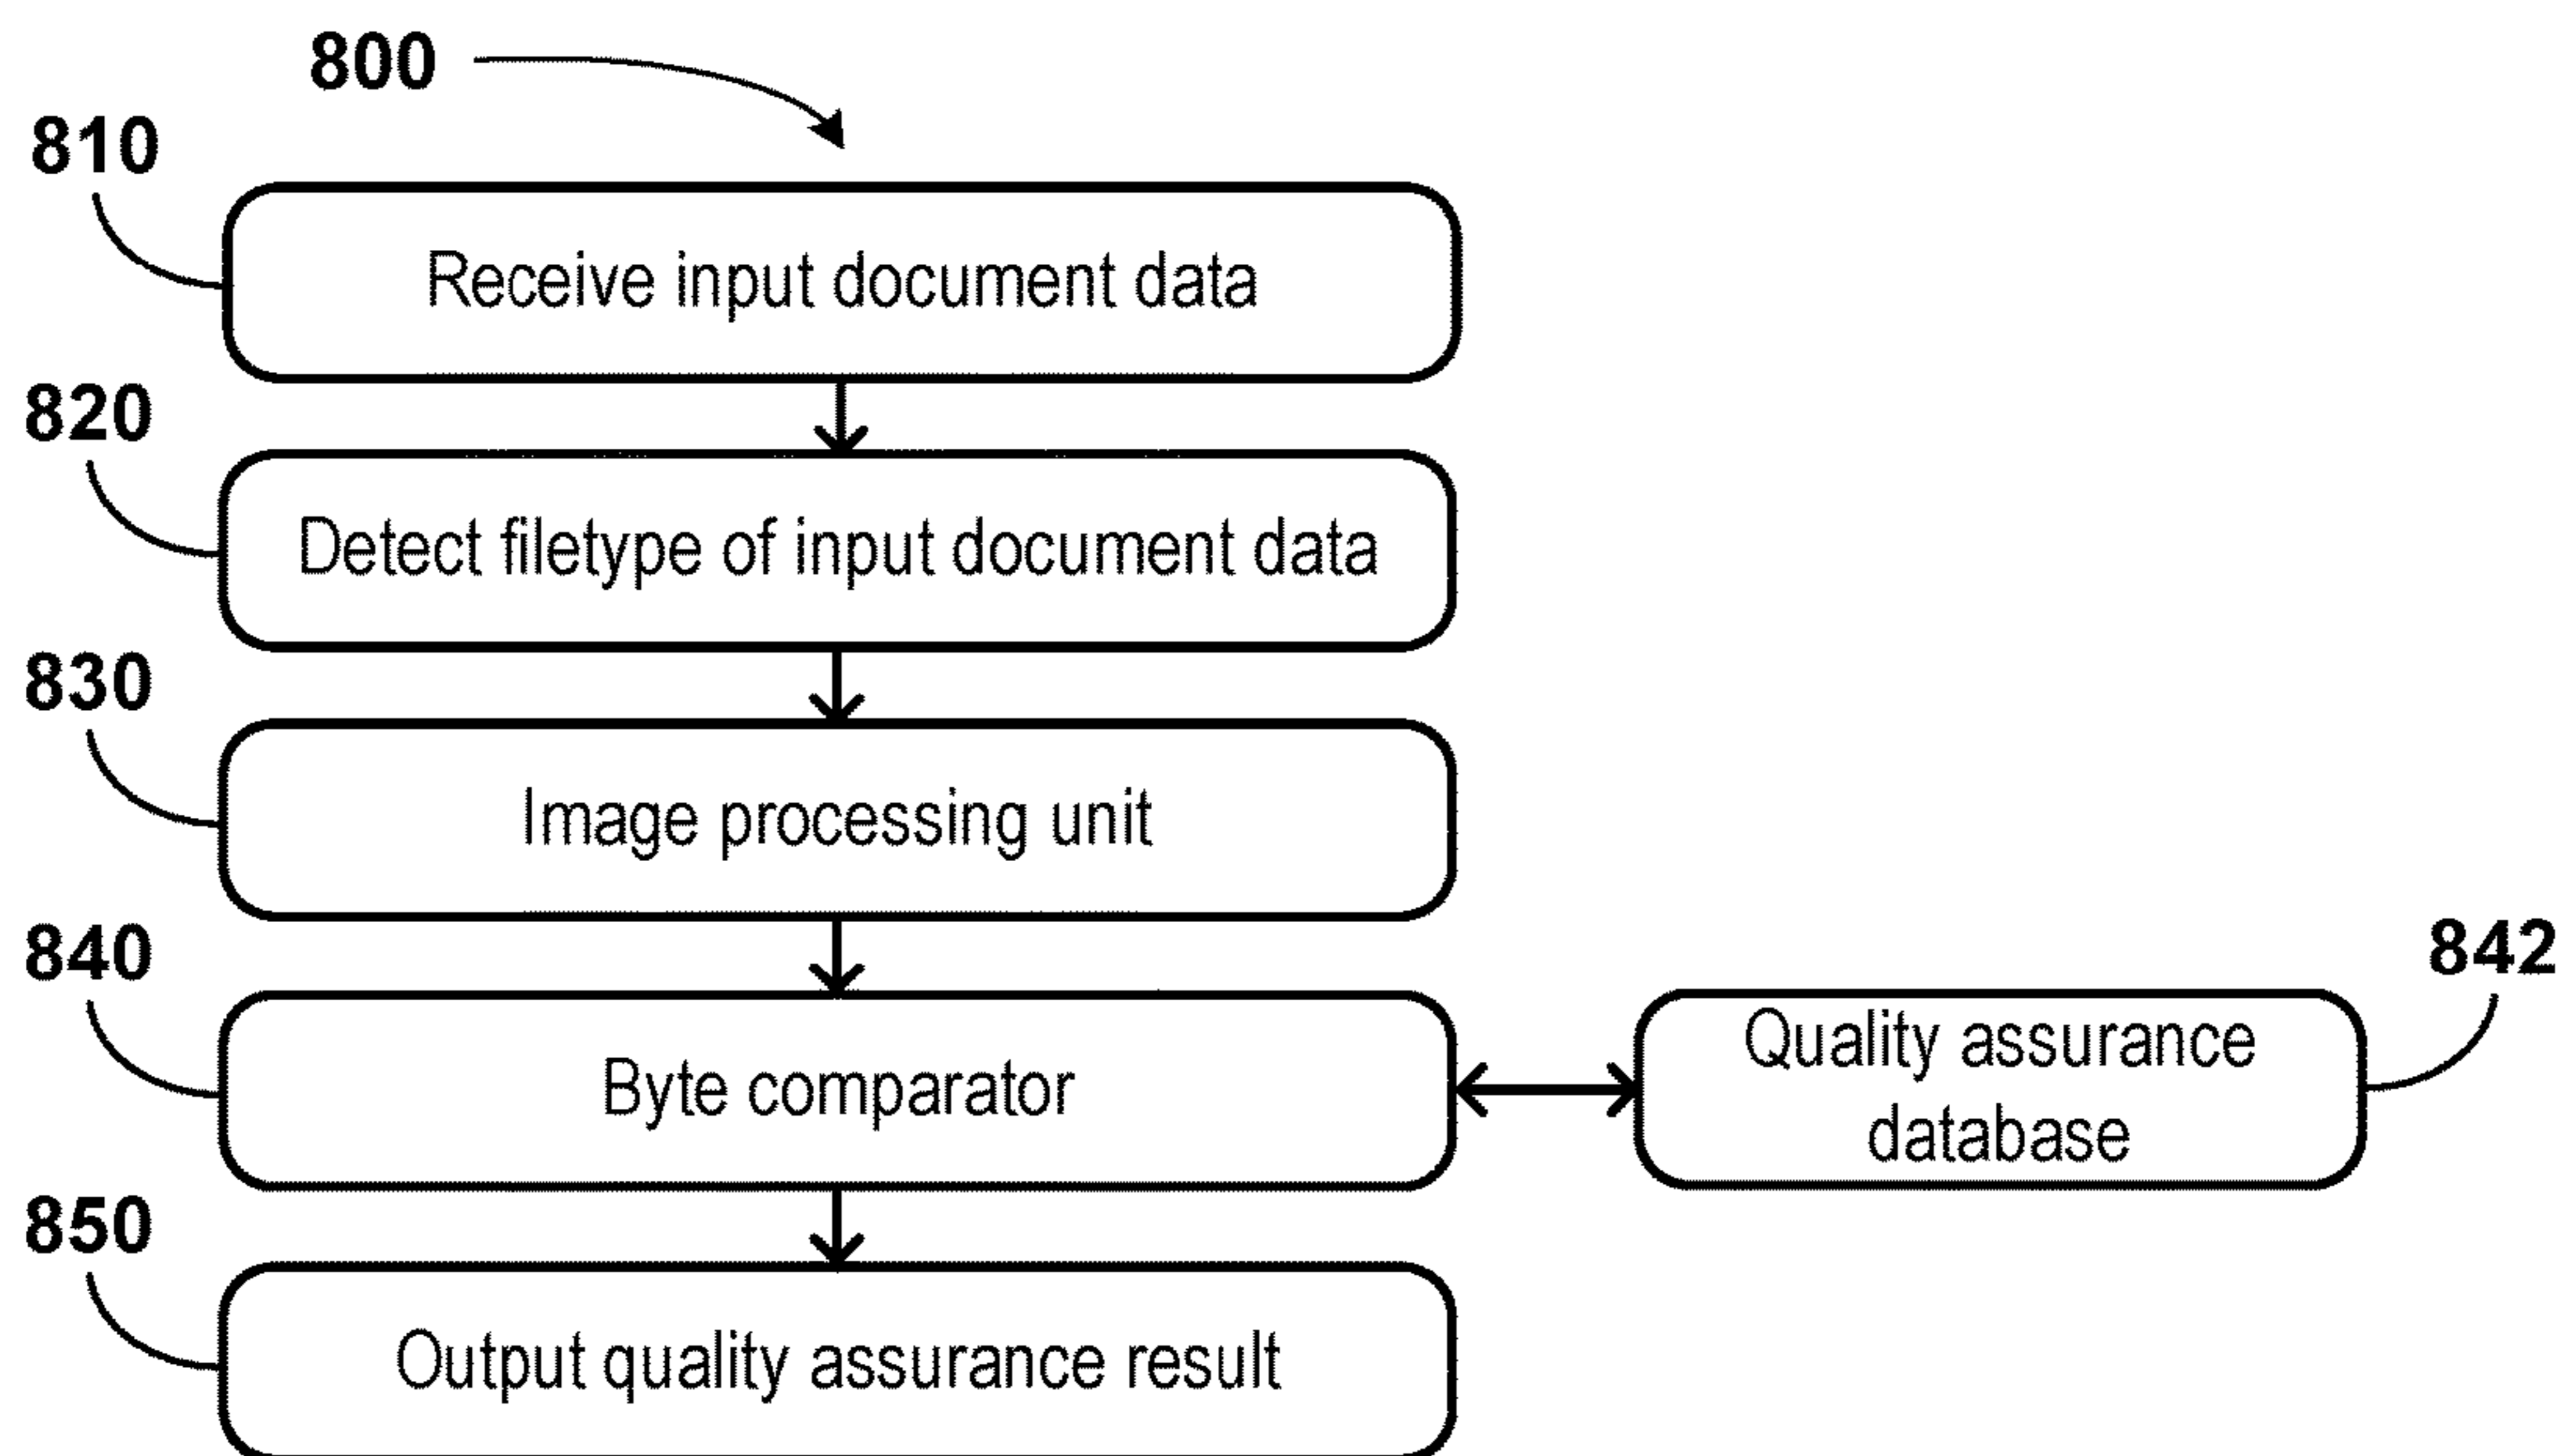 800
810
Receive input document data
820
Detect filetype of input document data
830
Image processing unit
840
Byte comparator
842
Quality assurance
database
850
Output quality assurance result